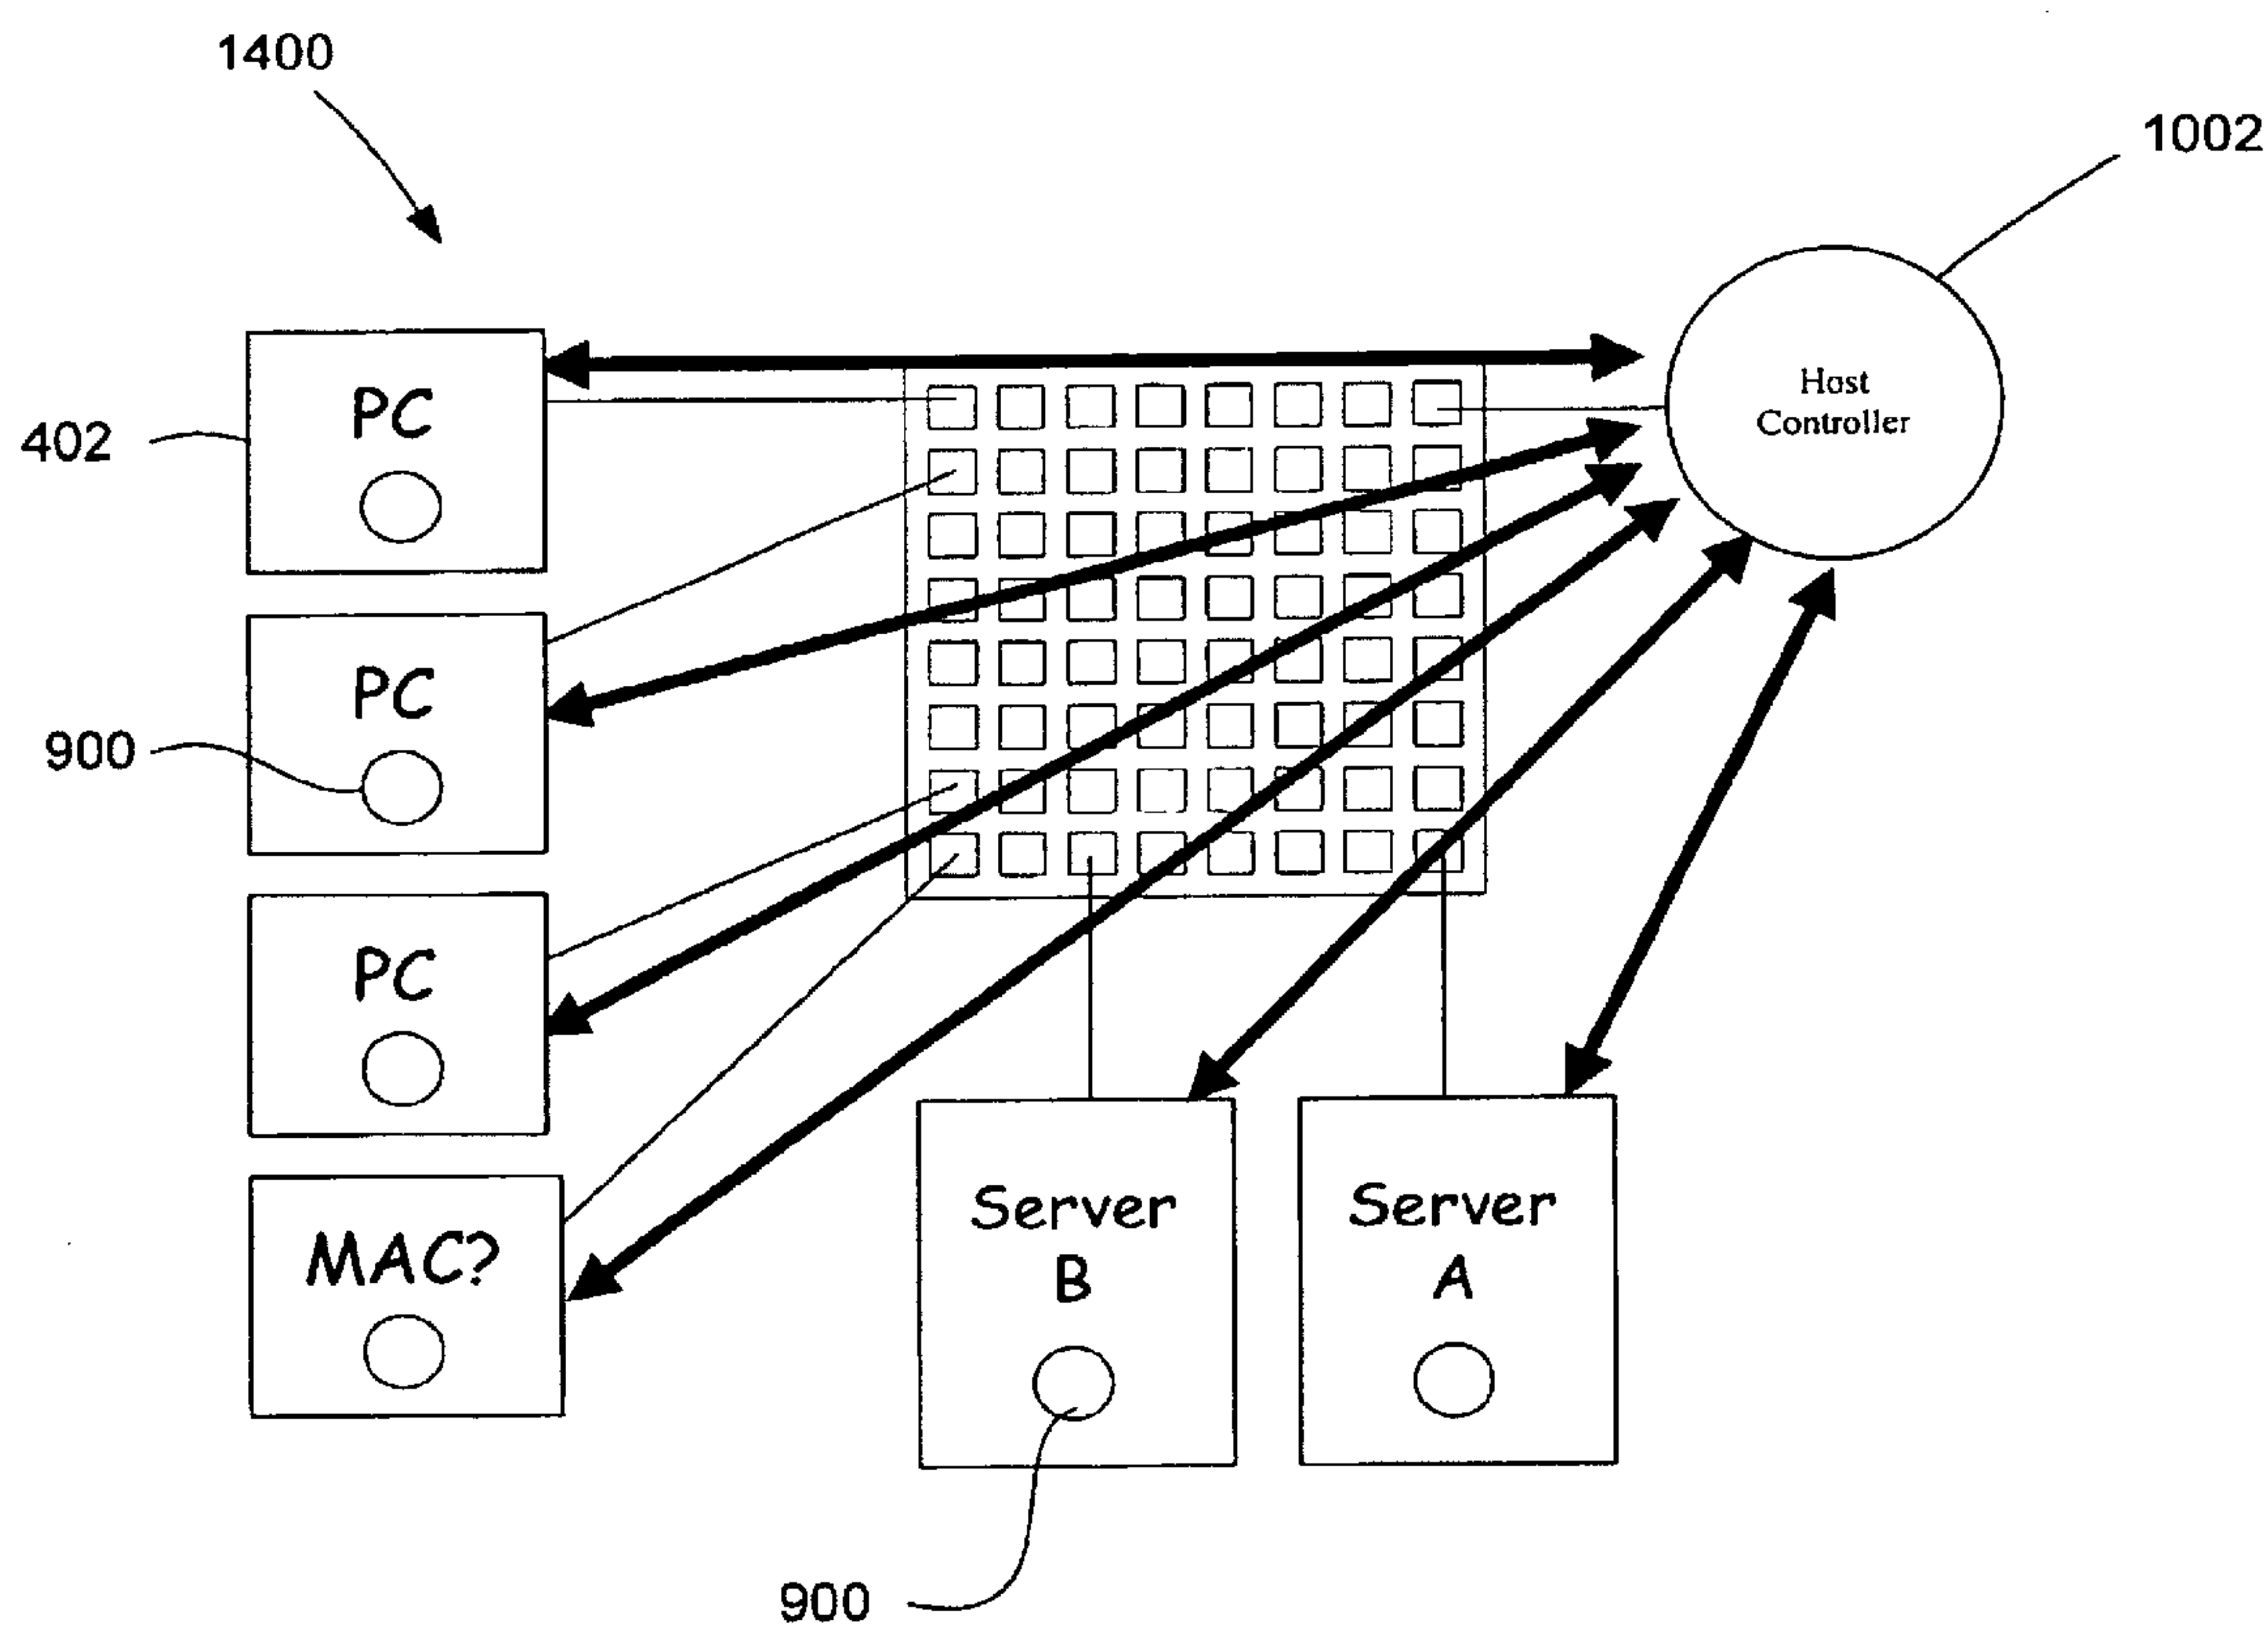 1400
1002
Host
Controller
PC
402
PC
900
PC
MAC?
Server
B
Server
A
900